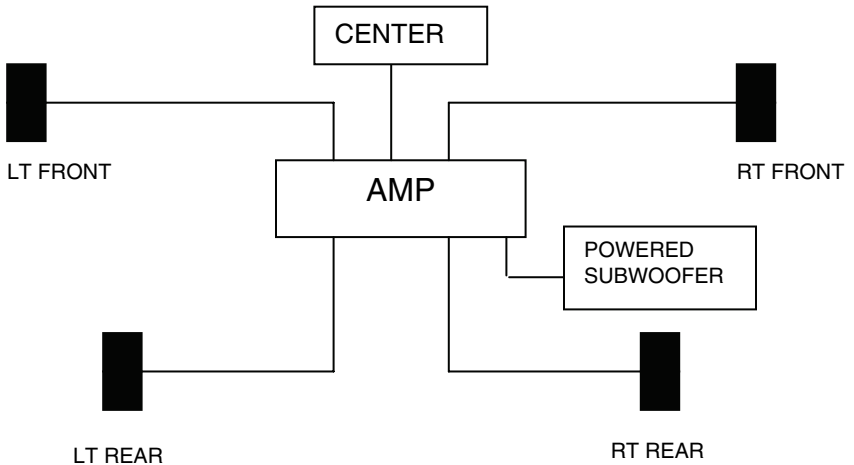 CENTER
LT FRONT
RT FRONT
AMP
POWERED
SUBWOOFER
LT REAR
RT REAR